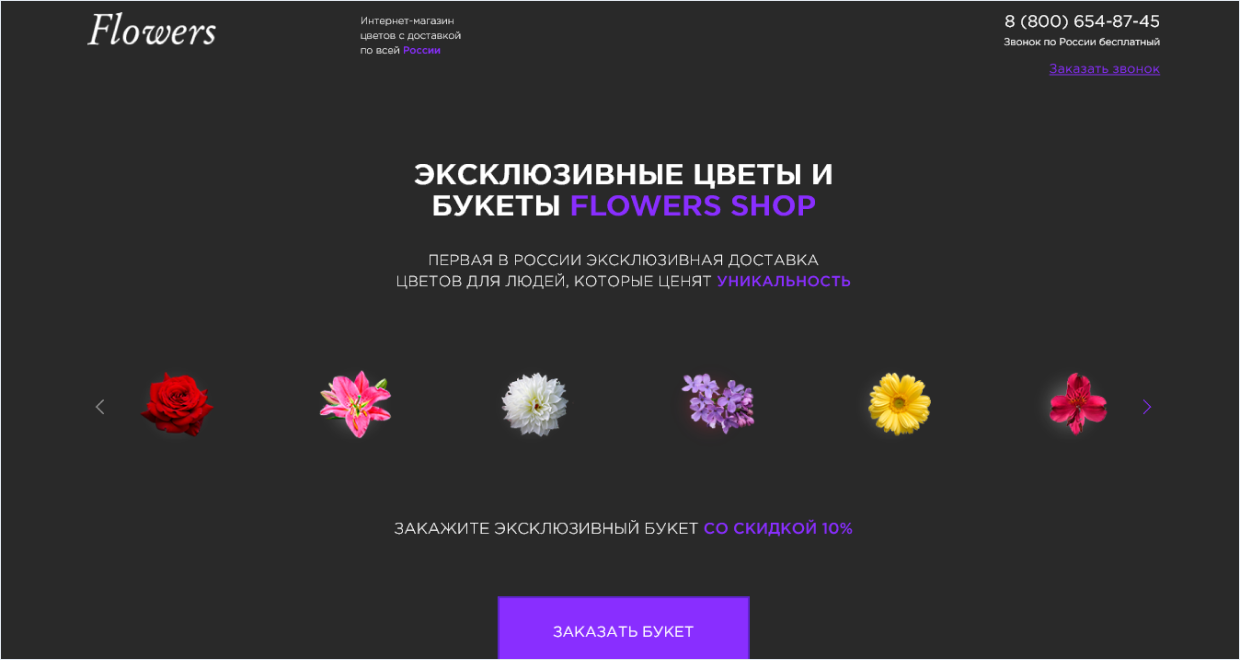 Flowers
Интернет-магазин
цветов с доставкой
по всей России
8 (800) 654-87-45
Звонок по России бесплатный
Заказать звонок
ЭКСКЛЮЗИВНЫЕ ЦВЕТЫ И
БУКЕТЫ FLOWERS SHOP
ПЕРВАЯ В РОССИИ ЭКСКЛЮЗИВНАЯ ДОСТАВКА
ЦВЕТОВ ДЛЯ ЛЮДЕЙ, КОТОРЫЕ ЦЕНЯТ УНИКАЛЬНОСТЬ
ЗАКАЖИТЕ ЭКСКЛЮЗИВНЫЙ БУКЕТ СО СКИДКОЙ 10%
ЗАКАЗАТЬ БУКЕТ